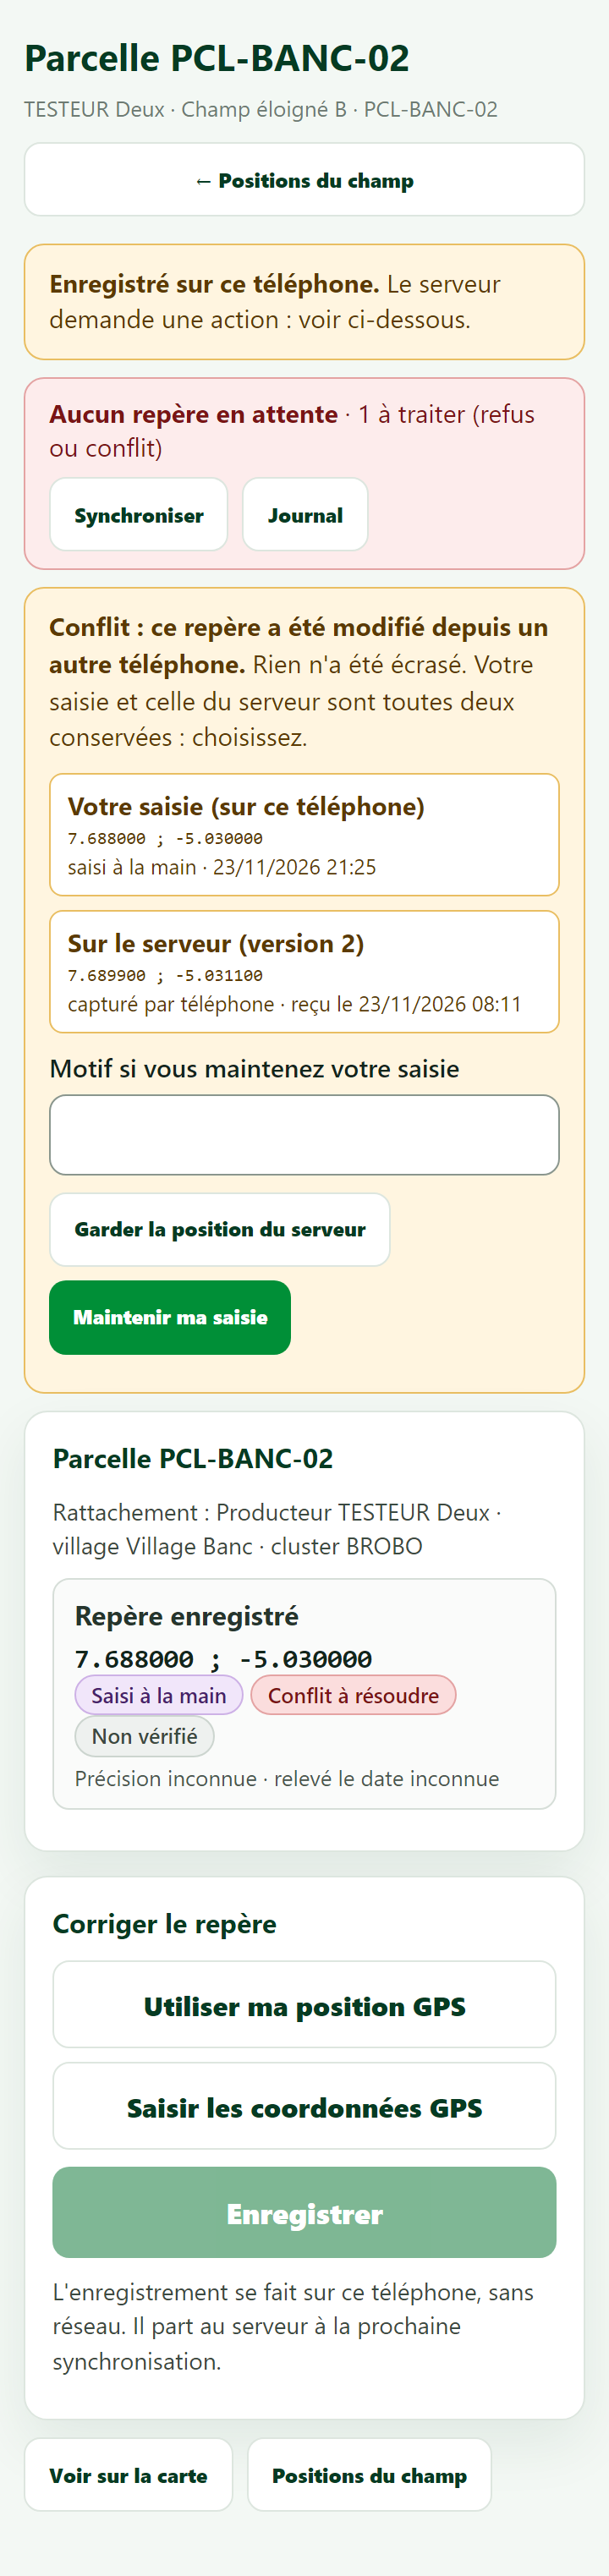 Parcelle PCL-BANC-02
TESTEUR Deux · Champ éloigné B · PCL-BANC-02
← Positions du champ
Enregistré sur ce téléphone. Le serveur
demande une action : voir ci-dessous.
Aucun repère en attente · 1 à traiter (refus
ou conflit)
Synchroniser
Journal
Conflit : ce repère a été modifié depuis un
autre téléphone. Rien n'a été écrasé. Votre
saisie et celle du serveur sont toutes deux
conservées : choisissez.
Votre saisie (sur ce téléphone)
7.688000 ; -5.030000
saisi à la main · 23/11/2026 21:25
Sur le serveur (version 2)
7.689900 ; -5.031100
capturé par téléphone · reçu le 23/11/2026 08:11
Motif si vous maintenez votre saisie
Garder la position du serveur
Maintenir ma saisie
Parcelle PCL-BANC-02
Rattachement : Producteur TESTEUR Deux ·
village Village Banc · cluster BROBO
Repère enregistré
7.688000 ; -5.030000
Saisi à la main
Conflit à résoudre
Non vérifié
Précision inconnue · relevé le date inconnue
Corriger le repère
Utiliser ma position GPS
Saisir les coordonnées GPS
Enregistrer
L'enregistrement se fait sur ce téléphone, sans
réseau. Il part au serveur à la prochaine
synchronisation.
Voir sur la carte
Positions du champ